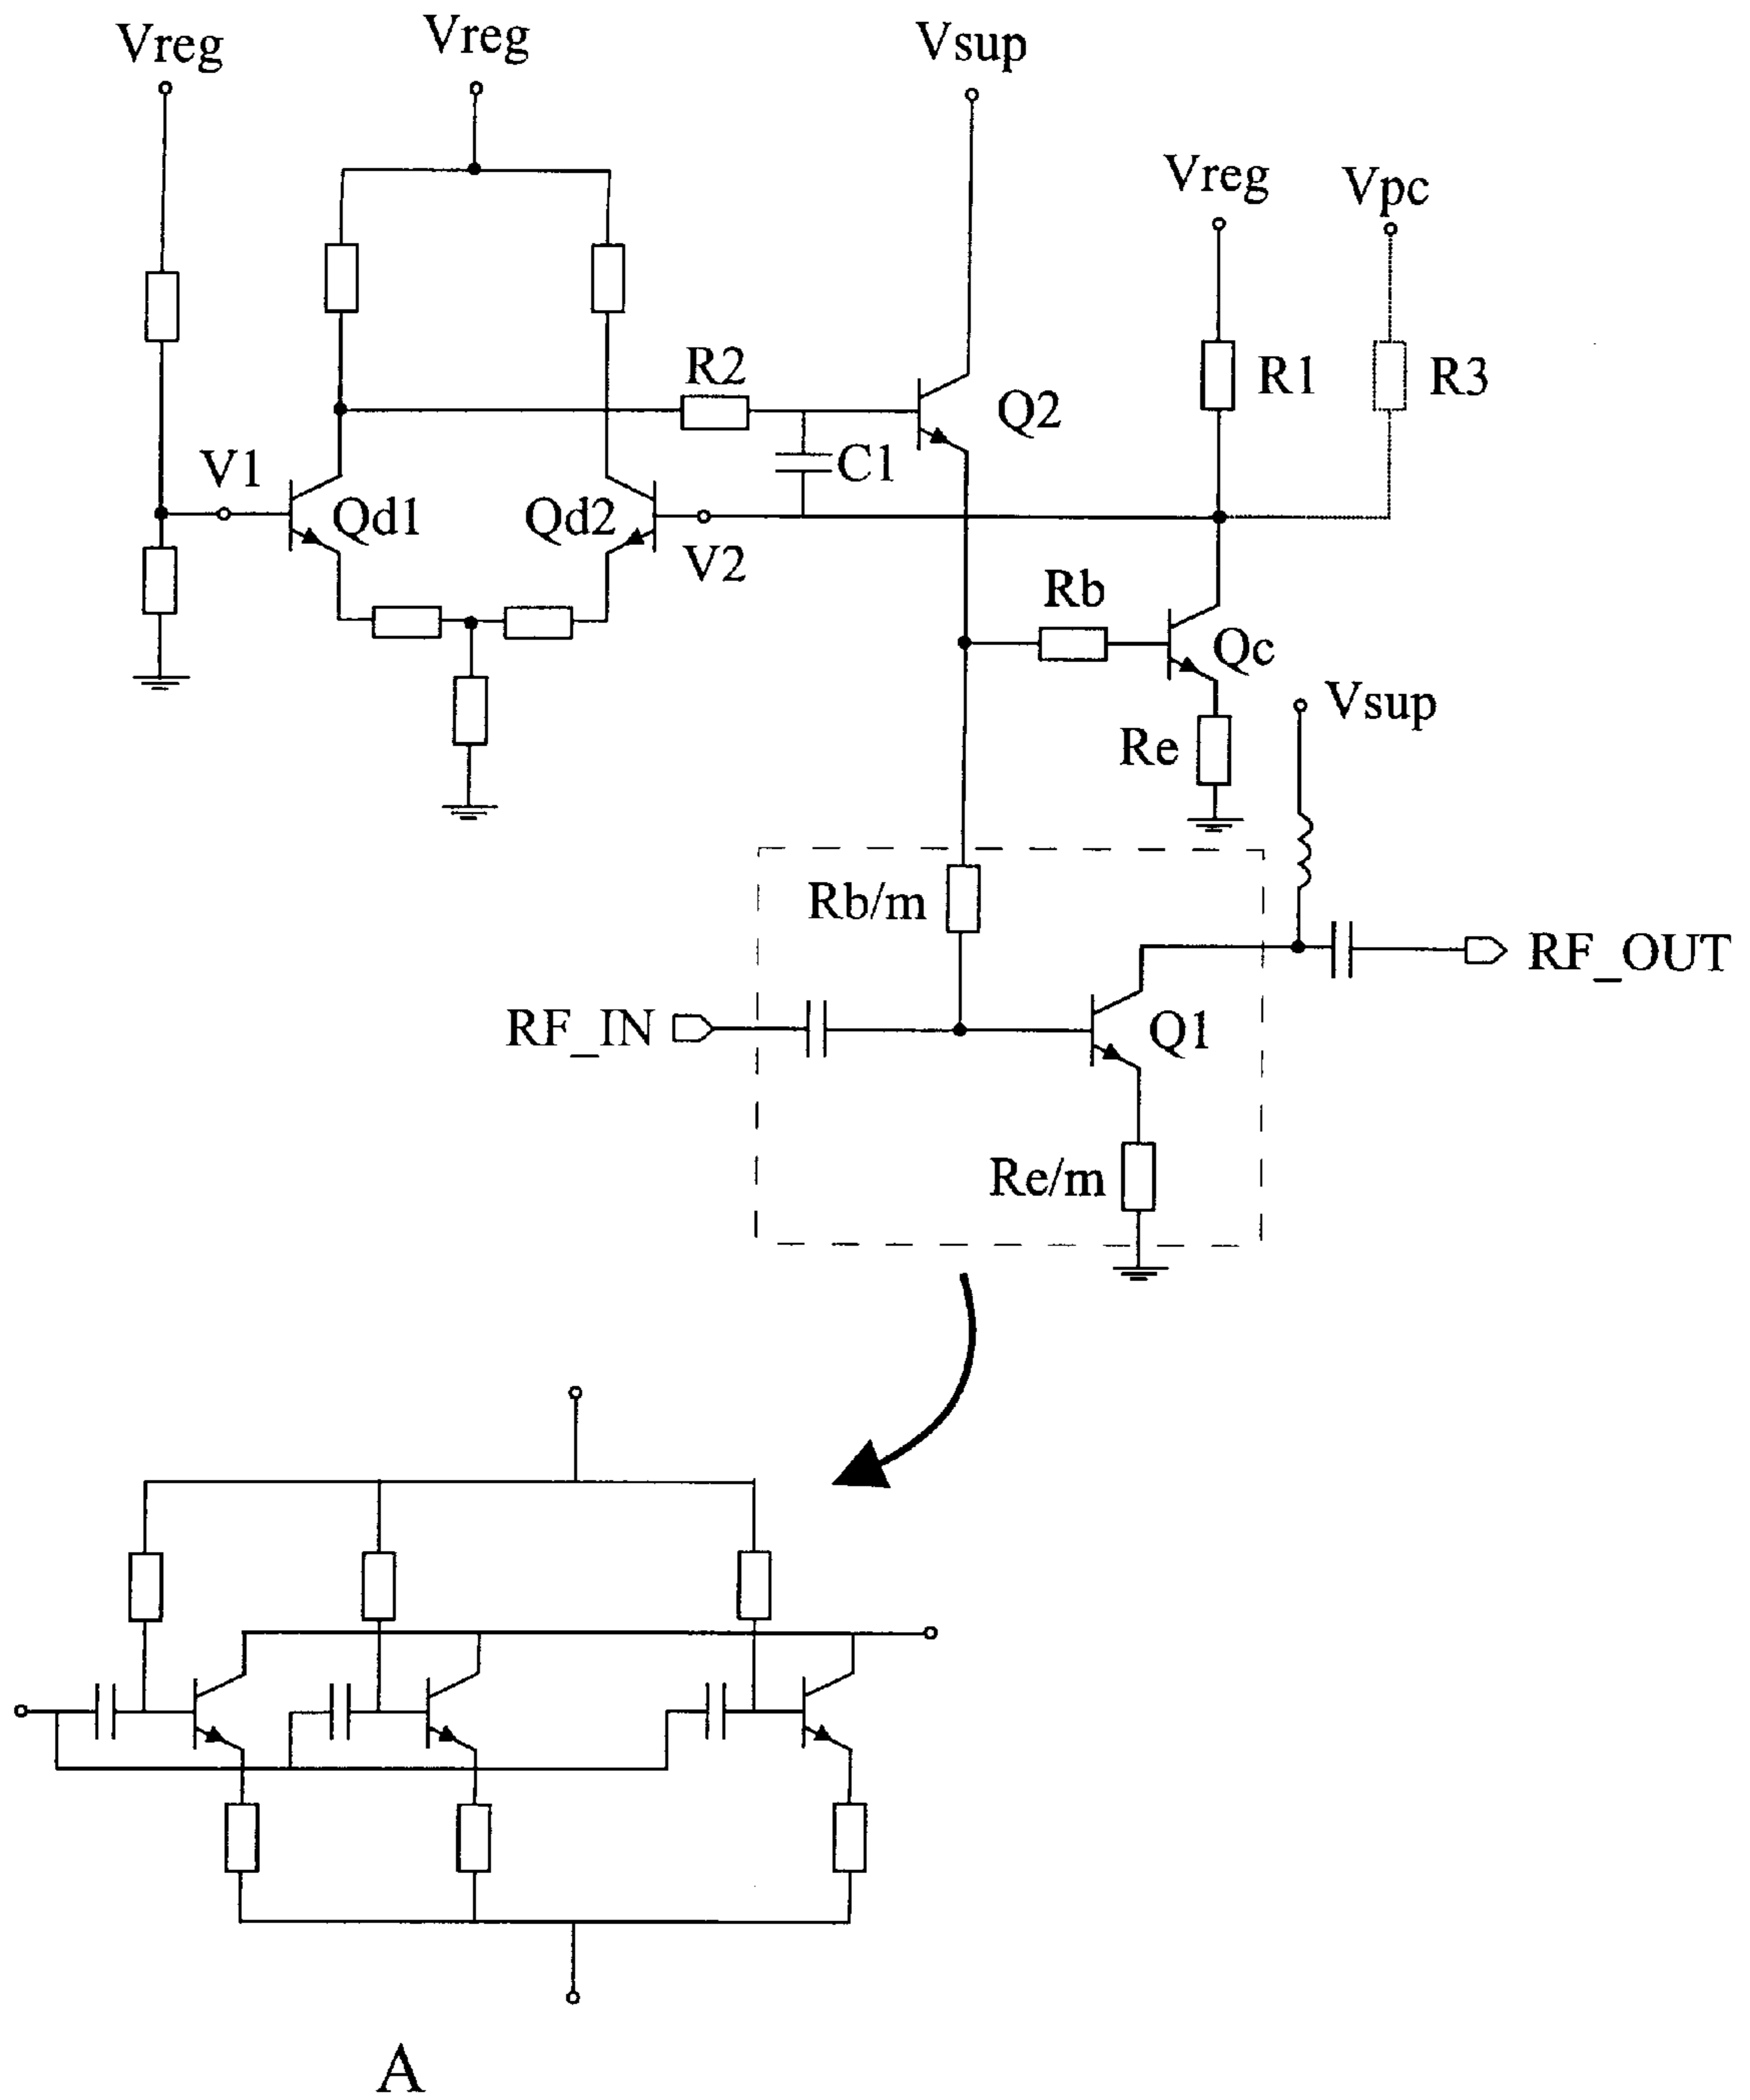 Vreg
Vreg
Vsup
Vreg
Vpc
R2
Q2
R1
R3
V1
Qd1
Qd2
C1
V2
Rb
Qc
Re
Vsup
Rb/m
RF_IN
Q1
RF_OUT
Re/m
A